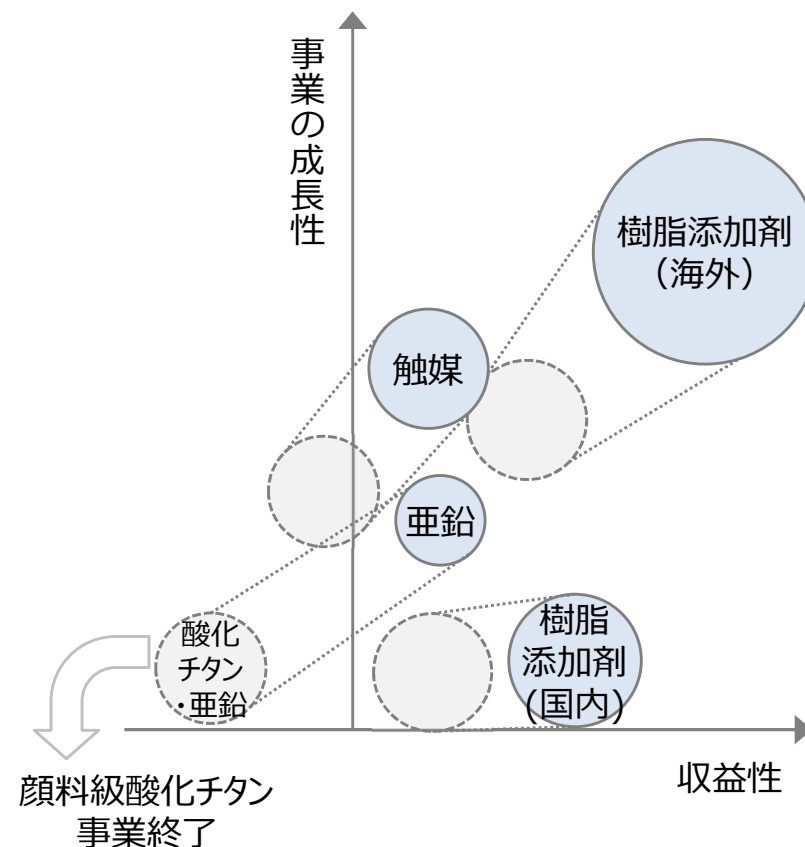 事業の成長性
樹脂添加剤
（海外）
触媒
亜鉛
酸化
チタン
・亜鉛
樹脂
添加剤
(国内)
収益性
顔料級酸化チタン
事業終了